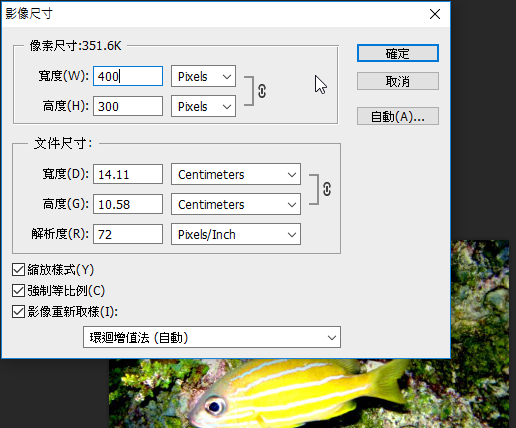 影像尺寸
像素尺寸:351.6K
寬度(W): 400 Pixels
高度(H): 300 Pixels
確定
取消
自動(A)...
文件尺寸:
寬度(D): 14.11 Centimeters
高度(G): 10.58 Centimeters
解析度(R): 72 Pixels/Inch
縮放樣式(Y)
強制等比例(C)
影像重新取樣(I):
環迴增值法 (自動)